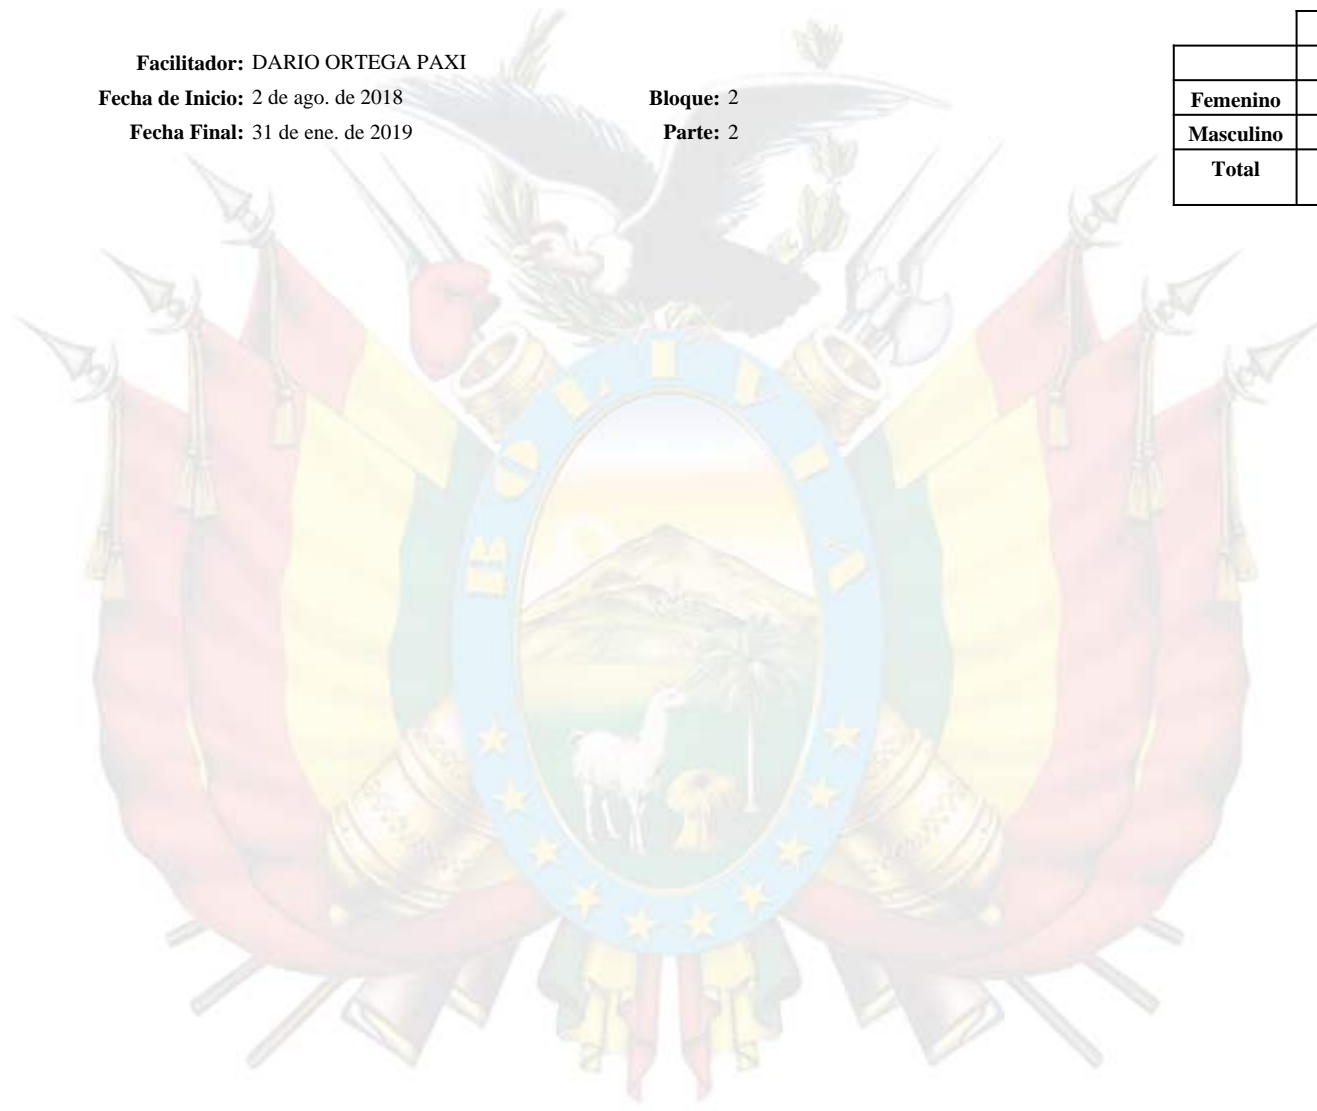 Facilitador: DARIO ORTEGA PAXI
Fecha de Inicio: 2 de ago. de 2018 Bloque: 2
Fecha Final: 31 de ene. de 2019 Parte: 2
Femenino
Masculino
Total
BOLIVIA